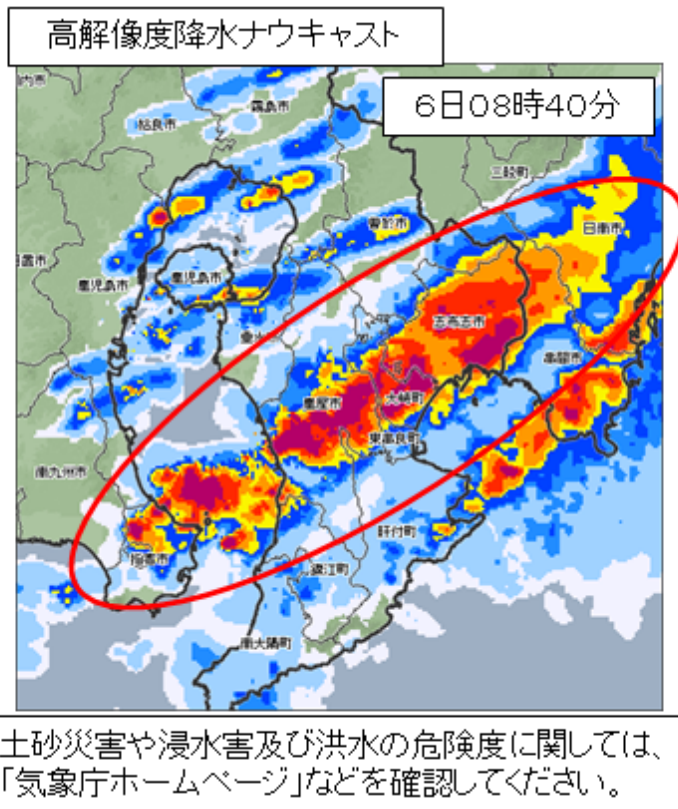 高解像度降水ナウキャスト
6日08時40分
霧島市
姶良市
三股町
曽於市
日南市
鹿児島市
鹿児島市
志布志市
串間市
鹿屋市
大崎町
東串良町
南九州市
肝付町
指宿市
錦江町
南大隅町
土砂災害や浸水害及び洪水の危険度に関しては、
「気象庁ホームページ」などを確認してください。